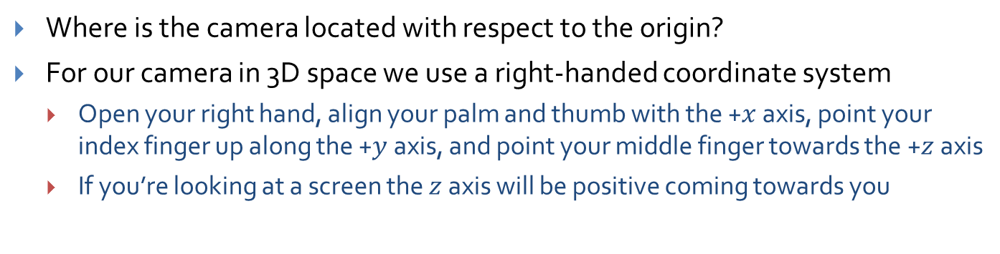 Where is the camera located with respect to the origin?
For our camera in 3D space we use a right-handed coordinate system
Open your right hand, align your palm and thumb with the +x axis, point your
index finger up along the +y axis, and point your middle finger towards the +z axis
If you’re looking at a screen the z axis will be positive coming towards you